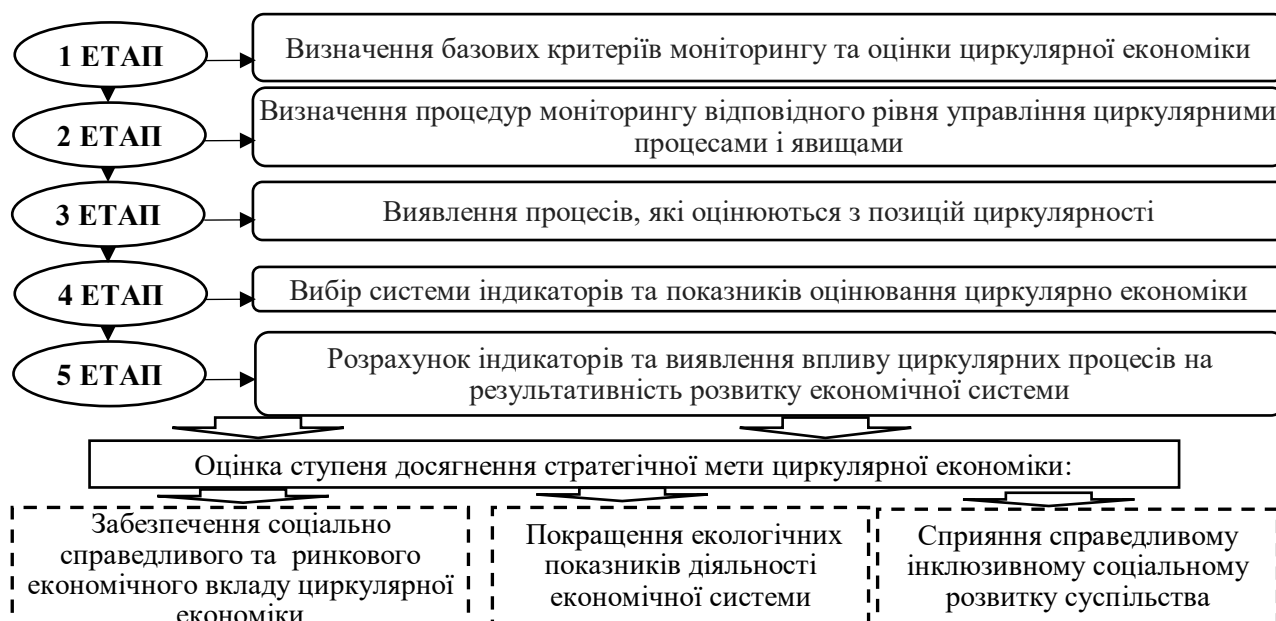 1 ЕТАП
Визначення базових критеріїв моніторингу та оцінки циркулярної економіки
2 ЕТАП
Визначення процедур моніторингу відповідного рівня управління циркулярними
процесами і явищами
3 ЕТАП
Виявлення процесів, які оцінюються з позицій циркулярності
4 ЕТАП
Вибір системи індикаторів та показників оцінювання циркулярно економіки
5 ЕТАП
Розрахунок індикаторів та виявлення впливу циркулярних процесів на
результативність розвитку економічної системи
Оцінка ступеня досягнення стратегічної мети циркулярної економіки:
Забезпечення соціально
справедливого та ринкового
економічного вкладу циркулярної
економіки
Покращення екологічних
показників діяльності
економічної системи
Сприяння справедливому
інклюзивному соціальному
розвитку суспільства